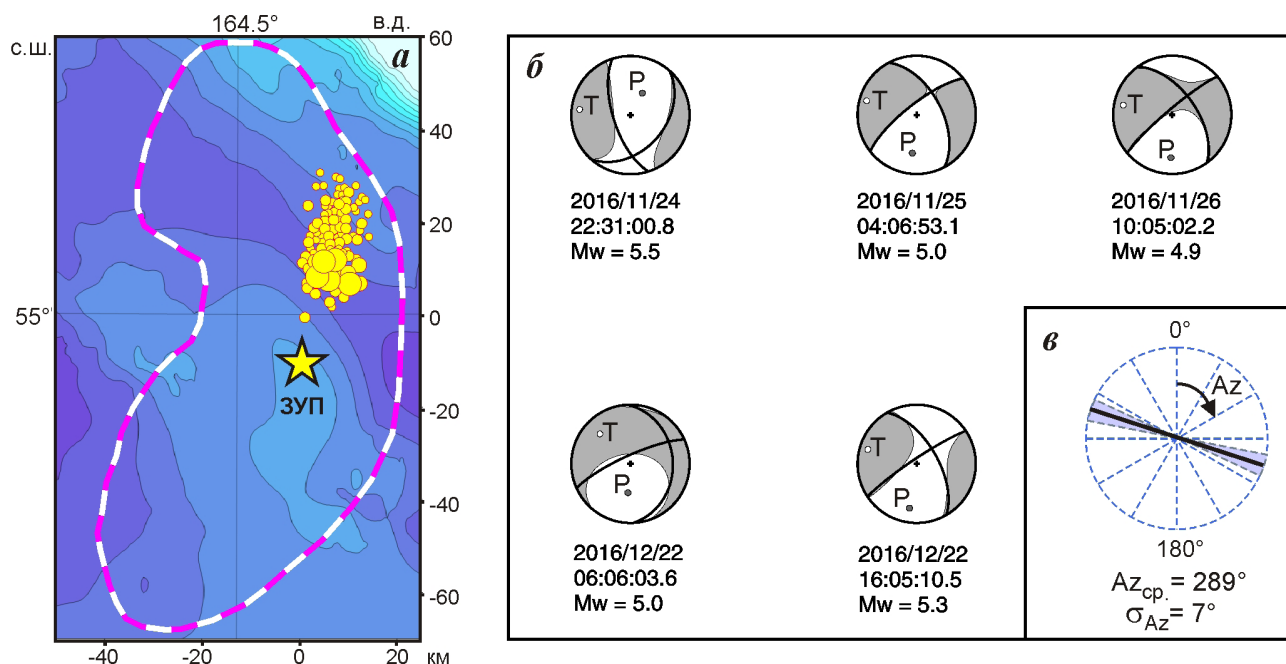 164.5°
в.д.
с.ш.
а
60
40
20
0
-20
-40
-60
55°
ЗУП
-40
-20
0
20
км
б
P
T
2016/11/24
22:31:00.8
Mw = 5.5
T
P
2016/11/25
04:06:53.1
Mw = 5.0
T
P
2016/11/26
10:05:02.2
Mw = 4.9
T
P
2016/12/22
06:06:03.6
Mw = 5.0
T
P
2016/12/22
16:05:10.5
Mw = 5.3
в
0°
Az
180°
Azср. = 289°
σAz= 7°